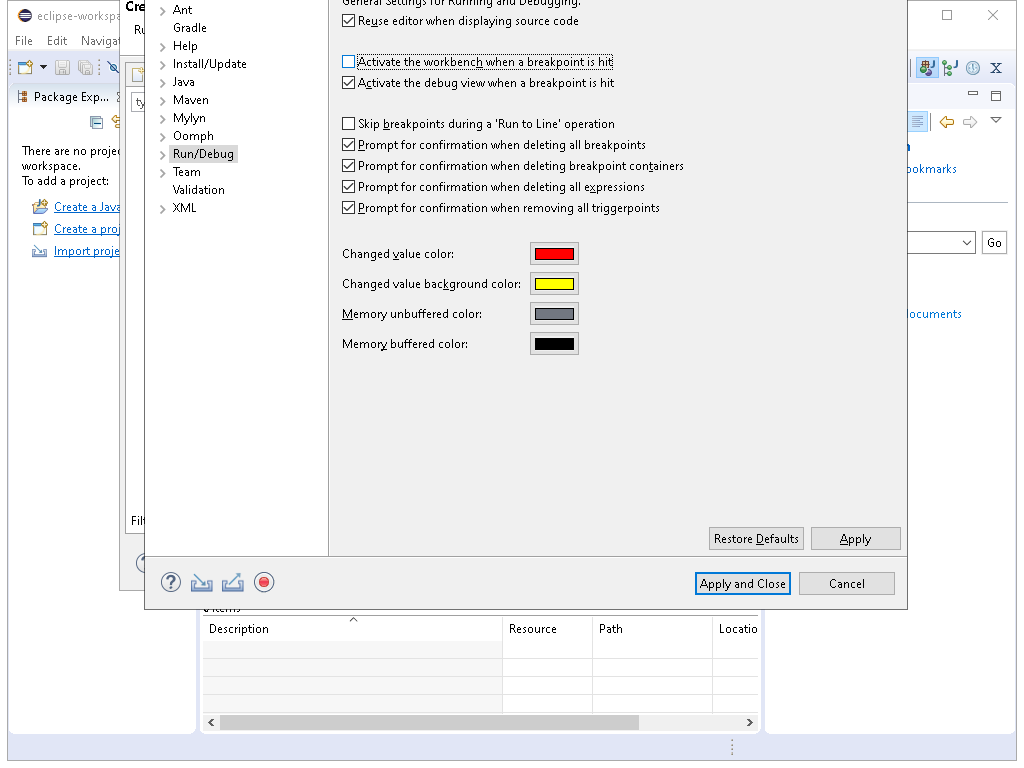 eclipse-workspa
File Edit Navigat
Package Exp...
There are no projec
workspace.
To add a project:
Create a Java
Create a proj
Import proje
Cre
Ru
ty
Filt
Ant
Gradle
Help
Install/Update
Java
Maven
Mylyn
Oomph
Run/Debug
Team
Validation
XML
General Settings for Running and Debugging.
Reuse editor when displaying source code
Activate the workbench when a breakpoint is hit
Activate the debug view when a breakpoint is hit
Skip breakpoints during a 'Run to Line' operation
Prompt for confirmation when deleting all breakpoints
Prompt for confirmation when deleting breakpoint containers
Prompt for confirmation when deleting all expressions
Prompt for confirmation when removing all triggerpoints
Changed value color:
Changed value background color:
Memory unbuffered color:
Memory buffered color:
Restore Defaults Apply
Apply and Close Cancel
ookmarks
Go
ocuments
items
Description Resource Path Locatio